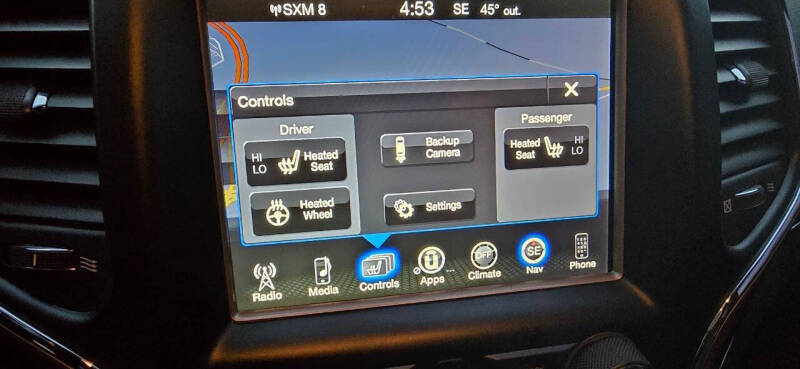 SXM 8 4:53 SE 45° out.
Controls
Driver
HI
LO
Heated
Seat
Heated
Wheel
Backup
Camera
Settings
Passenger
Heated
Seat
HI
LO
Radio
Media
Controls
Apps
...
OFF
Climate
SE
Nav
Phone